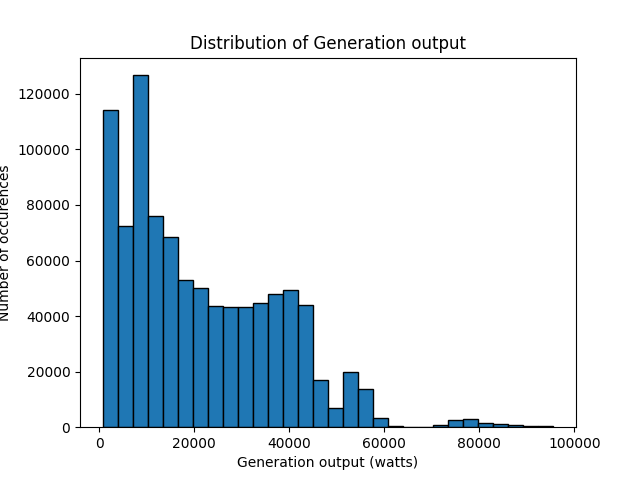 Distribution of Generation output
120000
100000
80000
60000
40000
20000
0
Number of occurences
0 20000 40000 60000 80000 100000
Generation output (watts)